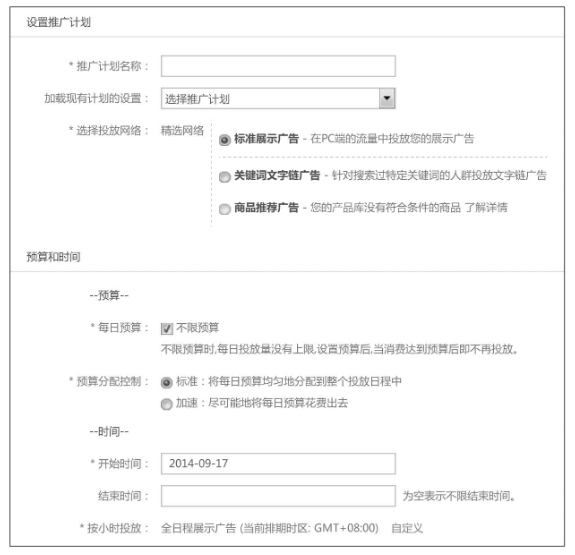 设置推广计划
* 推广计划名称：
加载现有计划的设置： 选择推广计划
* 选择投放网络： 精选网络 标准展示广告 - 在PC端的流量中投放您的展示广告
关键词文字链广告 - 针对搜索过特定关键词的人群投放文字链广告
商品推荐广告 - 您的产品库没有符合条件的商品 了解详情
预算和时间
--预算--
* 每日预算： 不限预算
不限预算时,每日投放量没有上限,设置预算后,当消费达到预算后即不再投放。
* 预算分配控制： 标准：将每日预算均匀地分配到整个投放日程中
加速：尽可能地将每日预算花费出去
--时间--
* 开始时间： 2014-09-17
结束时间： 为空表示不限结束时间。
* 按小时投放： 全日程展示广告 (当前排期时区: GMT+08:00) 自定义